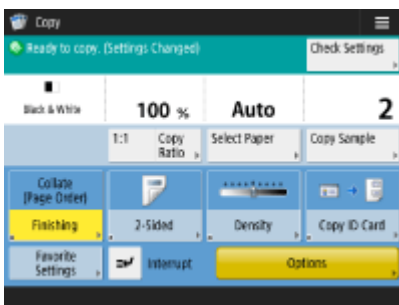 Copy
Ready to copy. (Settings Changed)
Check Settings
Black & White
100 %
Auto
2
1:1 Copy Ratio
Select Paper
Copy Sample
Collate
(Page Order)
Finishing
2-Sided
Density
Copy ID Card
Favorite
Settings
Interrupt
Options